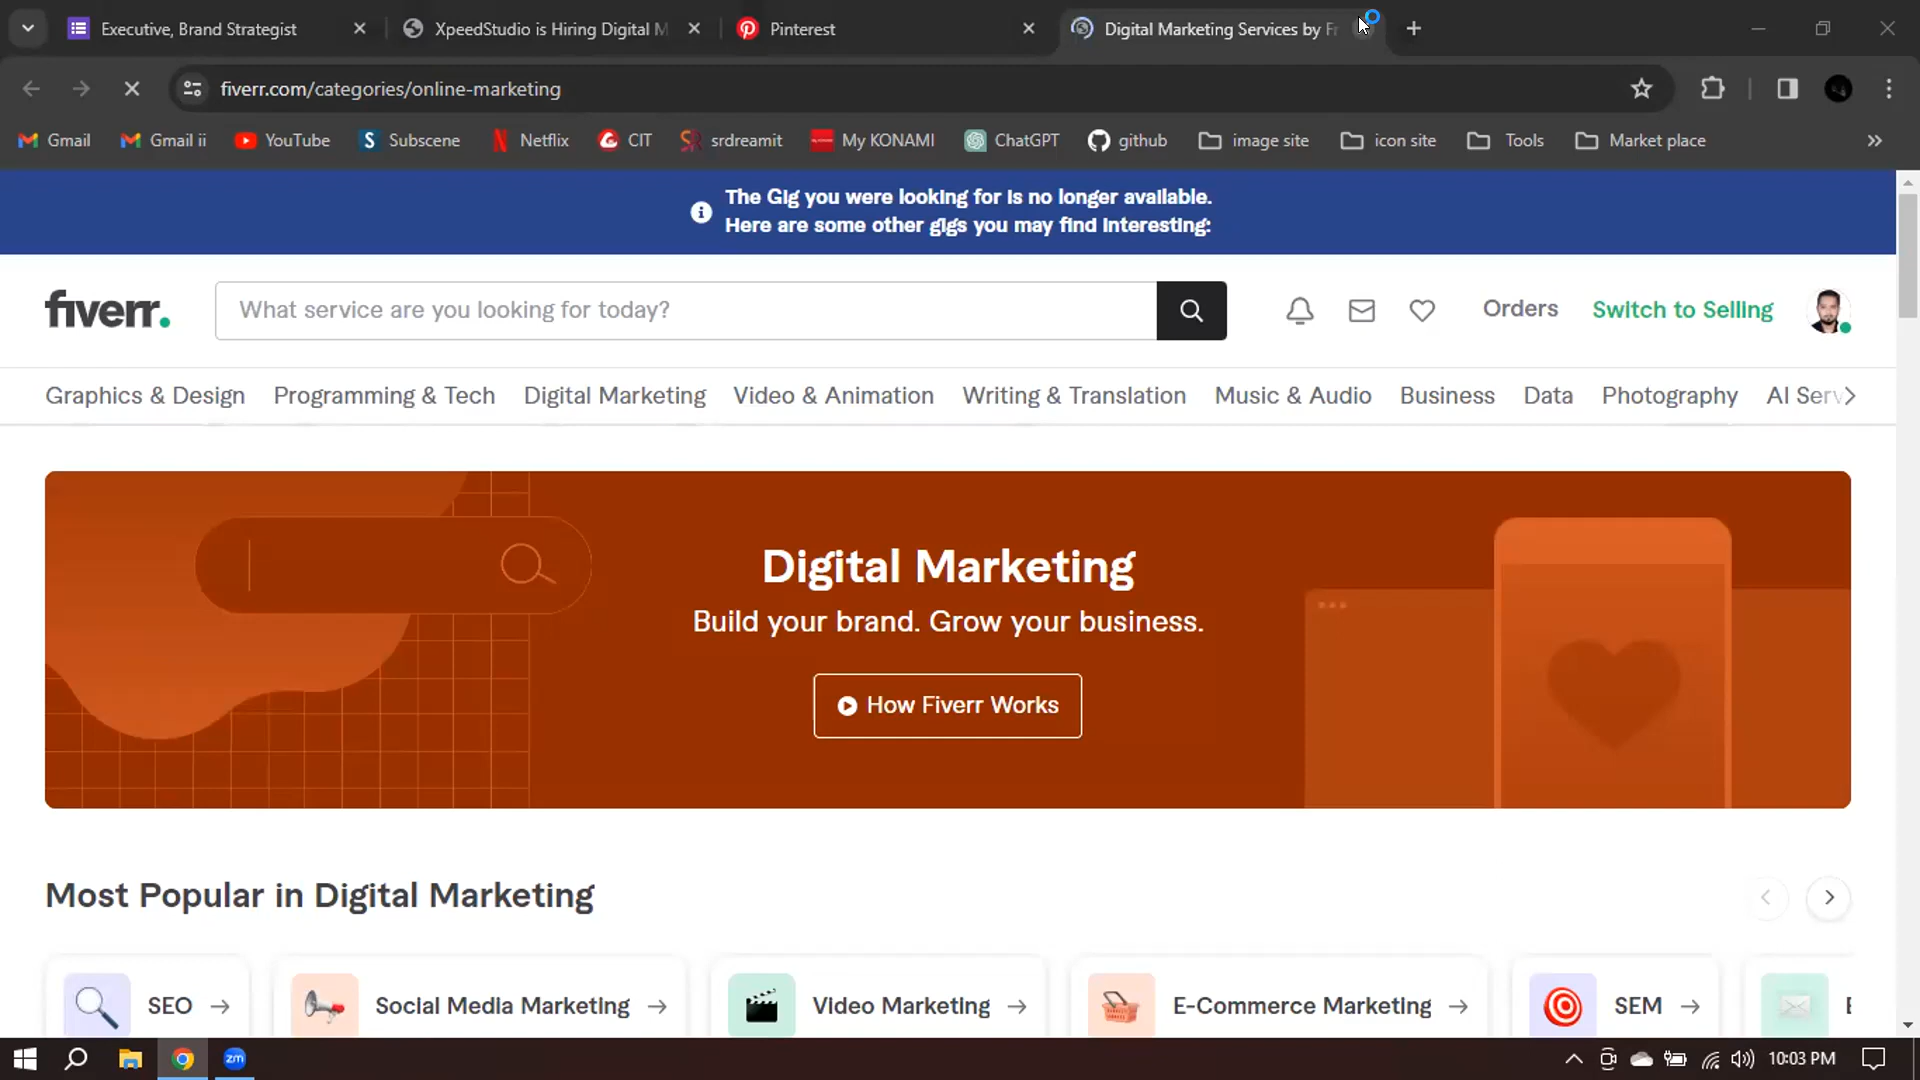 Executive, Brand Strategist
XpeedStudio is Hiring Digital M
Pinterest
Digital Marketing Services by Fr
fiverr.com/categories/online-marketing
Gmail
Gmail ii
YouTube
Subscene
Netflix
CIT
srdreamit
My KONAMI
ChatGPT
github
image site
icon site
Tools
Market place
The Gig you were looking for is no longer available.
Here are some other gigs you may find interesting:
fiverr.
What service are you looking for today?
Orders
Switch to Selling
Graphics & Design
Programming & Tech
Digital Marketing
Video & Animation
Writing & Translation
Music & Audio
Business
Data
Photography
AI Serv
Digital Marketing
Build your brand. Grow your business.
How Fiverr Works
Most Popular in Digital Marketing
SEO
Social Media Marketing
Video Marketing
E-Commerce Marketing
SEM
zm
10:03 PM